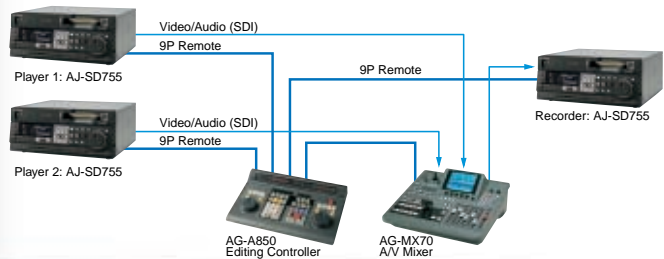 Video/Audio (SDI)
9P Remote
Player 1: AJ-SD755
9P Remote
Recorder: AJ-SD755
Video/Audio (SDI)
9P Remote
Player 2: AJ-SD755
AG-A850
Editing Controller
AG-MX70
A/V Mixer